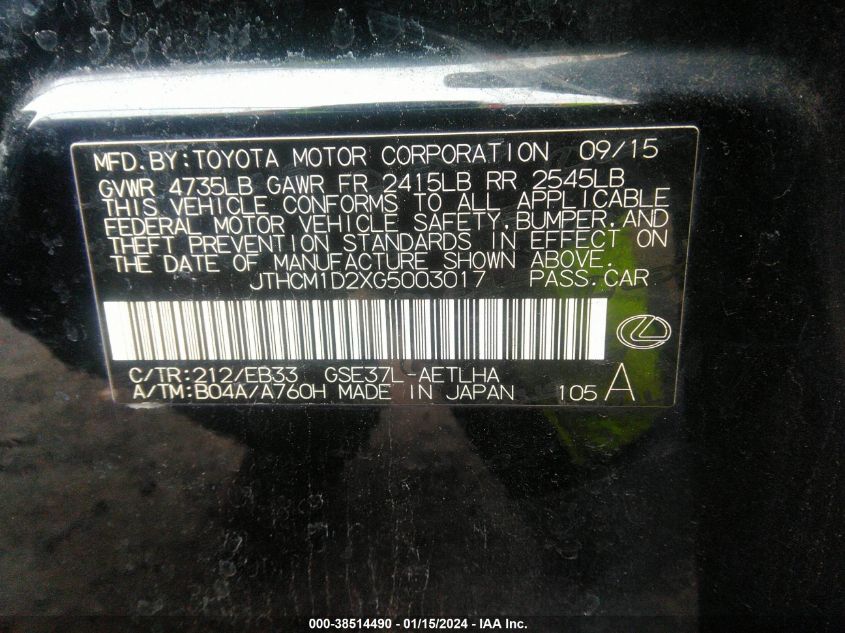 MFD.BY:TOYOTA MOTOR CORPORATION 09/15
GVWR 4735LB GAWR FR 2415LB RR 2545LB
THIS VEHICLE CONFORMS TO ALL APPLICABLE
FEDERAL MOTOR VEHICLE SAFETY,BUMPER,AND
THEFT PREVENTION STANDARDS IN EFFECT ON
THE DATE OF MANUFACTURE SHOWN ABOVE.
JTHCM1D2XG5003017 PASS.CAR
C/TR:212/EB33 GSE37L-AETLHA
A/TM:B04A/A760H MADE IN JAPAN 105 A
000-38514490 - 01/15/2024 - IAA Inc.